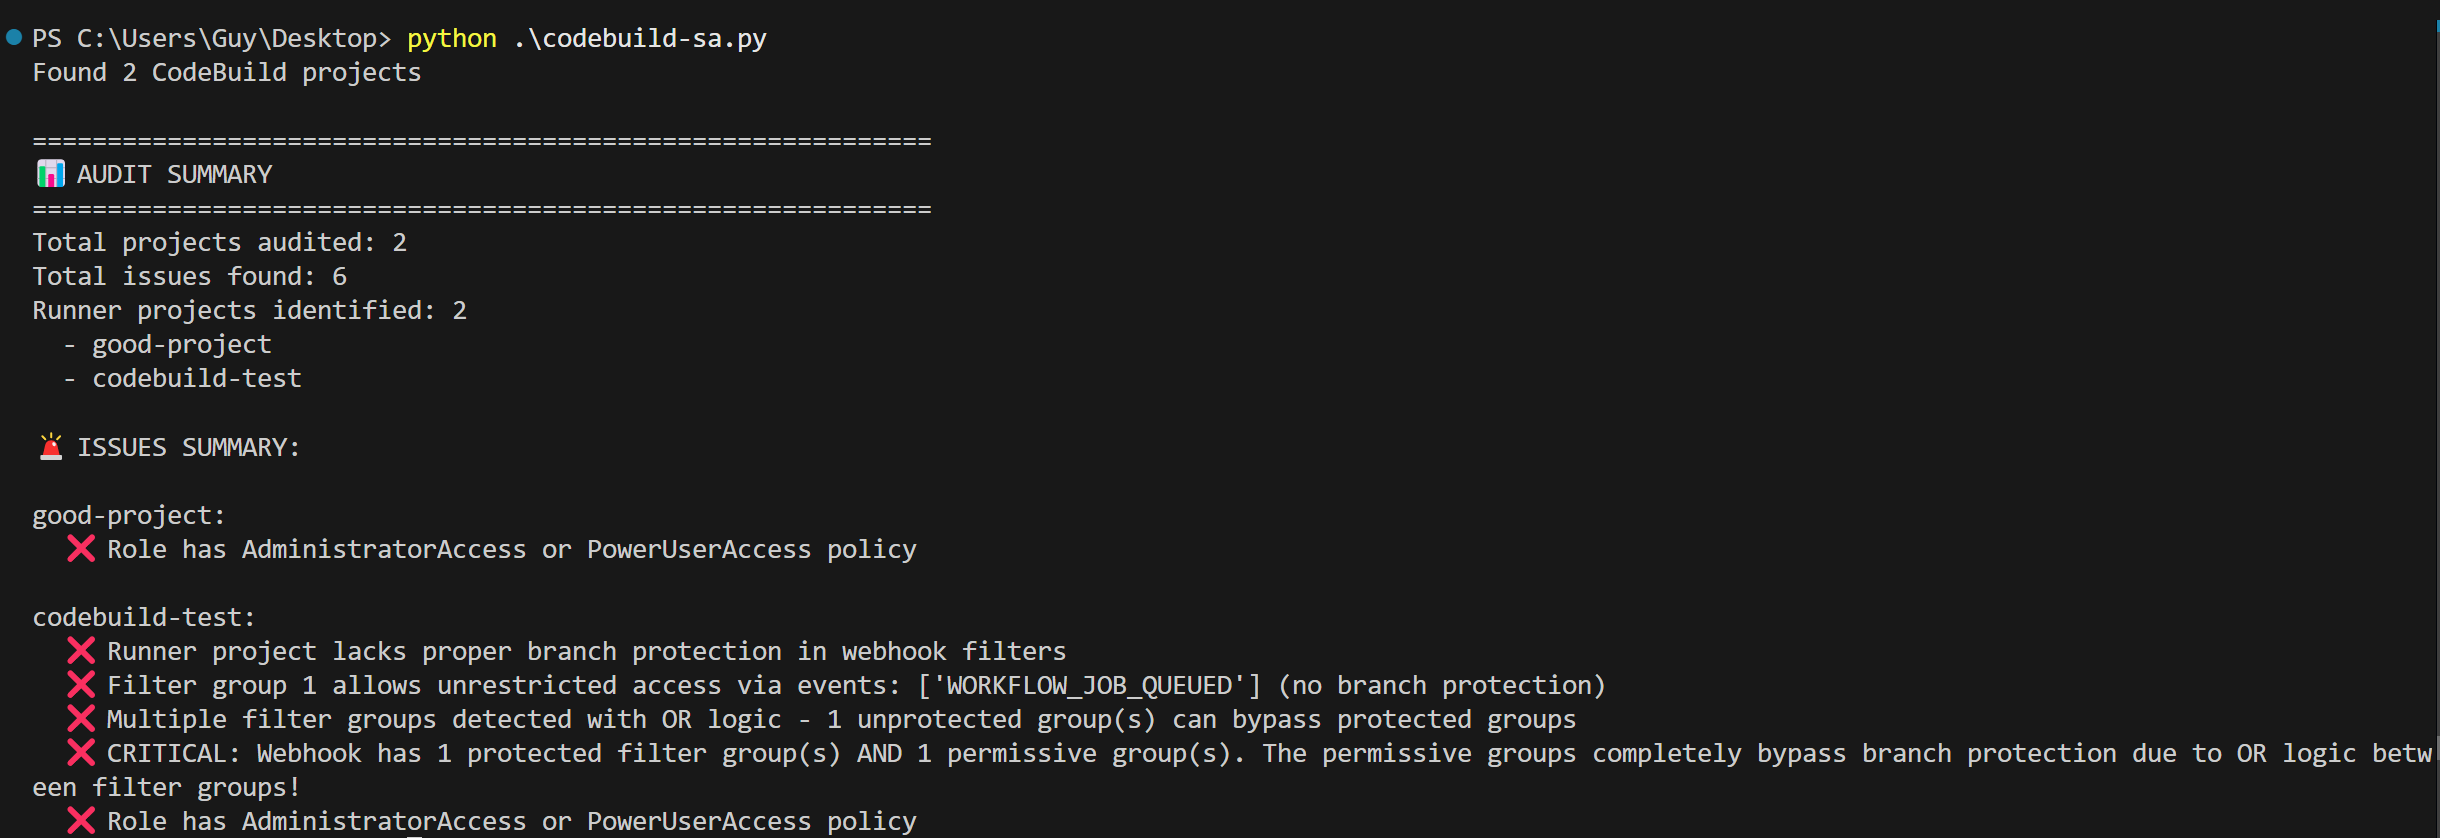 PS C:\Users\Guy\Desktop> python .\codebuild-sa.py
Found 2 CodeBuild projects
============================================================
📊 AUDIT SUMMARY
============================================================
Total projects audited: 2
Total issues found: 6
Runner projects identified: 2
  - good-project
  - codebuild-test
🚨 ISSUES SUMMARY:
good-project:
  ❌ Role has AdministratorAccess or PowerUserAccess policy
codebuild-test:
  ❌ Runner project lacks proper branch protection in webhook filters
  ❌ Filter group 1 allows unrestricted access via events: ['WORKFLOW_JOB_QUEUED'] (no branch protection)
  ❌ Multiple filter groups detected with OR logic - 1 unprotected group(s) can bypass protected groups
  ❌ CRITICAL: Webhook has 1 protected filter group(s) AND 1 permissive group(s). The permissive groups completely bypass branch protection due to OR logic betw
een filter groups!
  ❌ Role has AdministratorAccess or PowerUserAccess policy